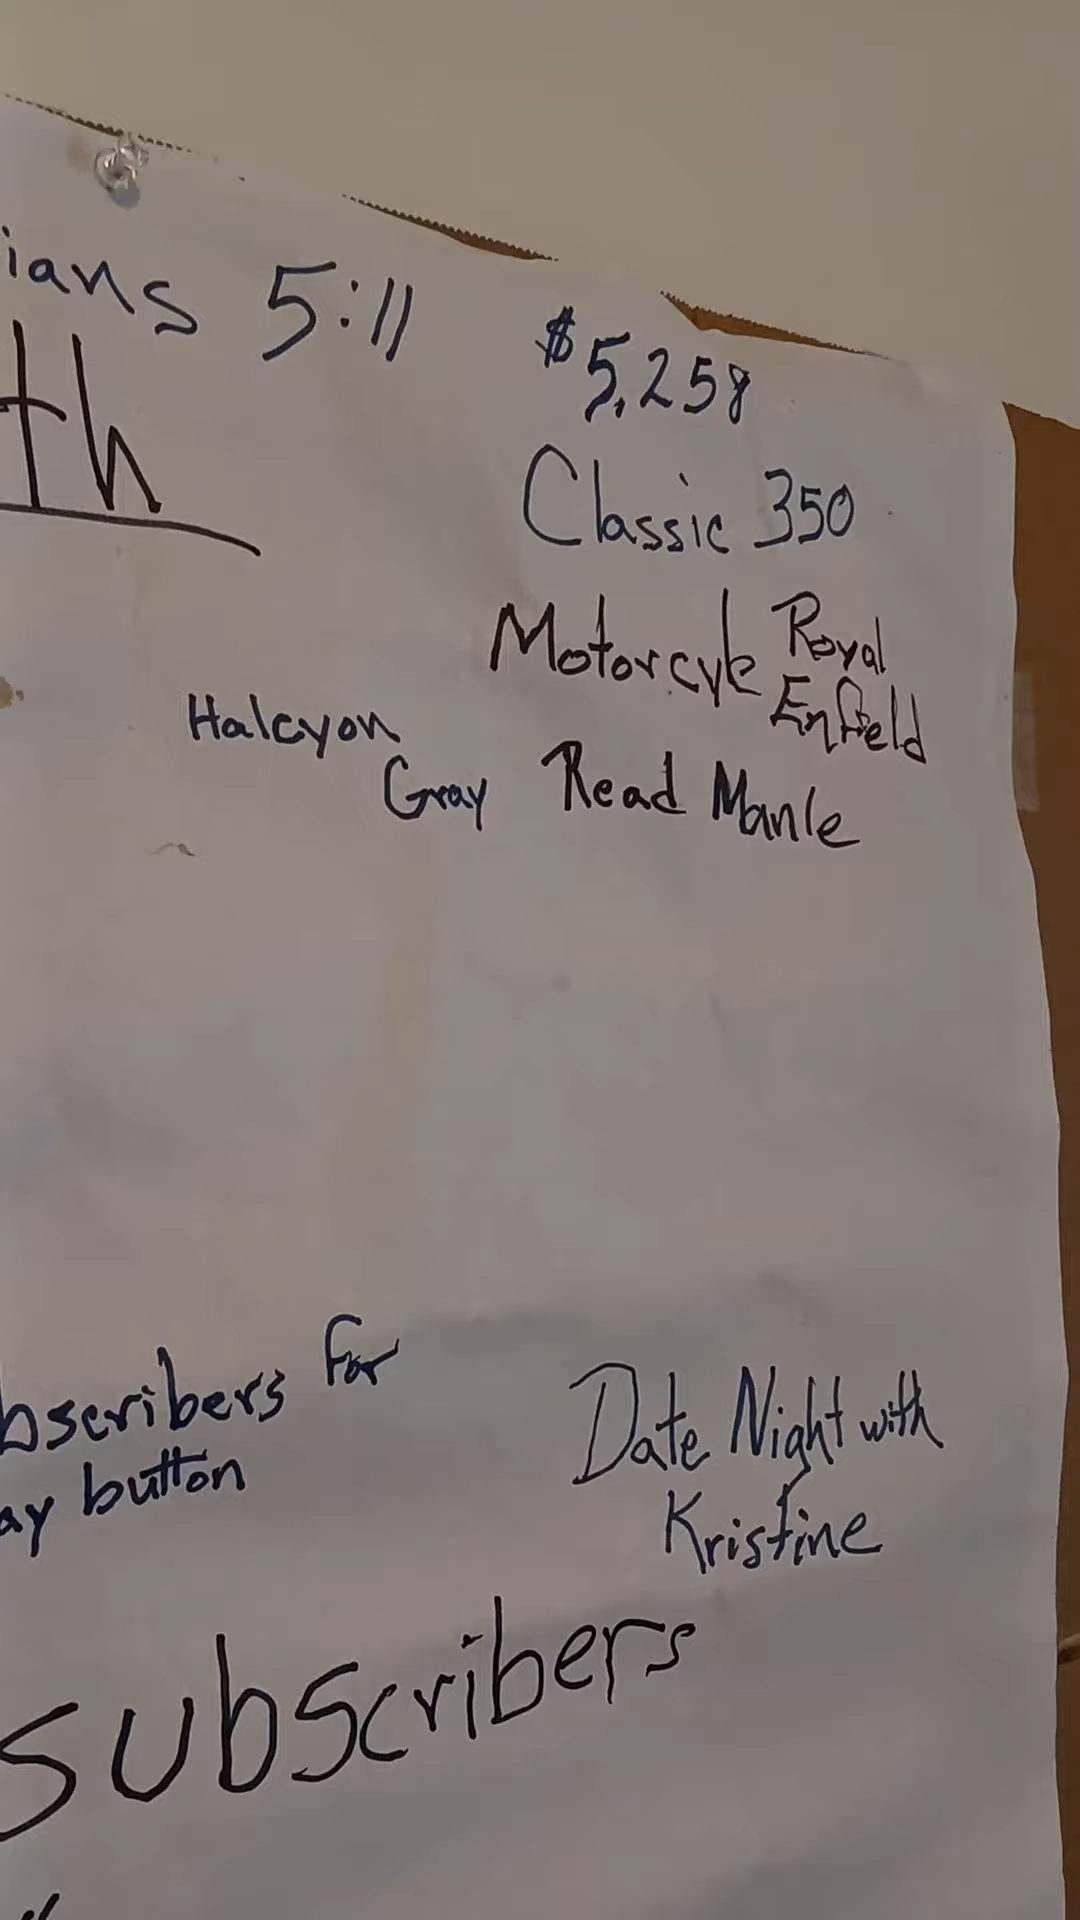 ians 5:11
th
$5,258
Classic 350
Motorcyle Royal
Enfield
Halcyon
Gray Read Manle
bscribers for
ay button
Date Night with
Kristine
subscribers